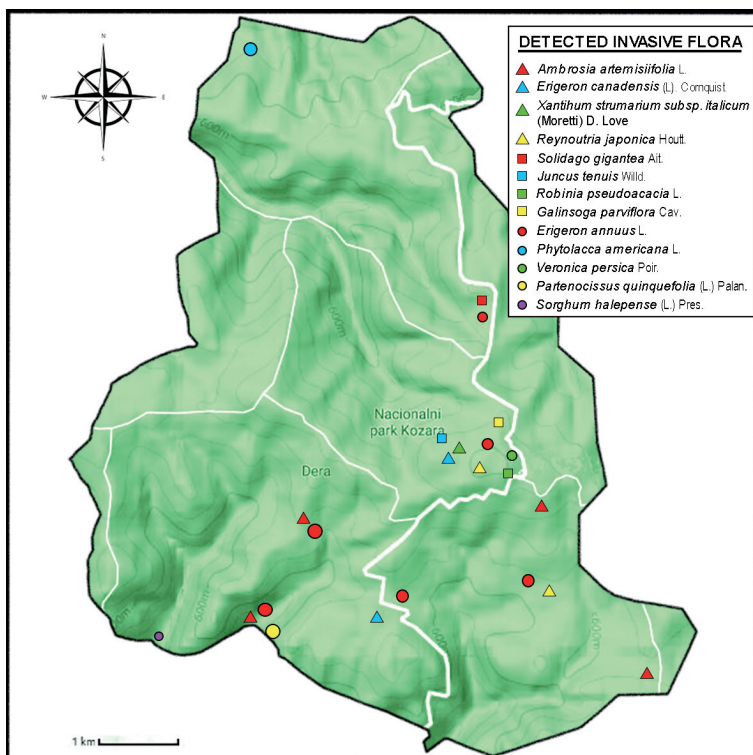 DETECTED INVASIVE FLORA
Ambrosia artemisiifolia L.
Erigeron canadensis (L). Cornquist
Xantihum strumarium subsp. italicum
(Moretti) D. Love
Reynoutria japonica Houtt.
Solidago gigantea Ait.
Juncus tenuis Willd.
Robinia pseudoacacia L.
Galinsoga parviflora Cav.
Erigeron annuus L.
Phytolacca americana L.
Veronica persica Poir.
Partenocissus quinquefolia (L.) Palan.
Sorghum halepense (L.) Pres.
N
W
E
S
600m
600m
Nacionalni
park Kozara
Dera
600m
600m
1 km